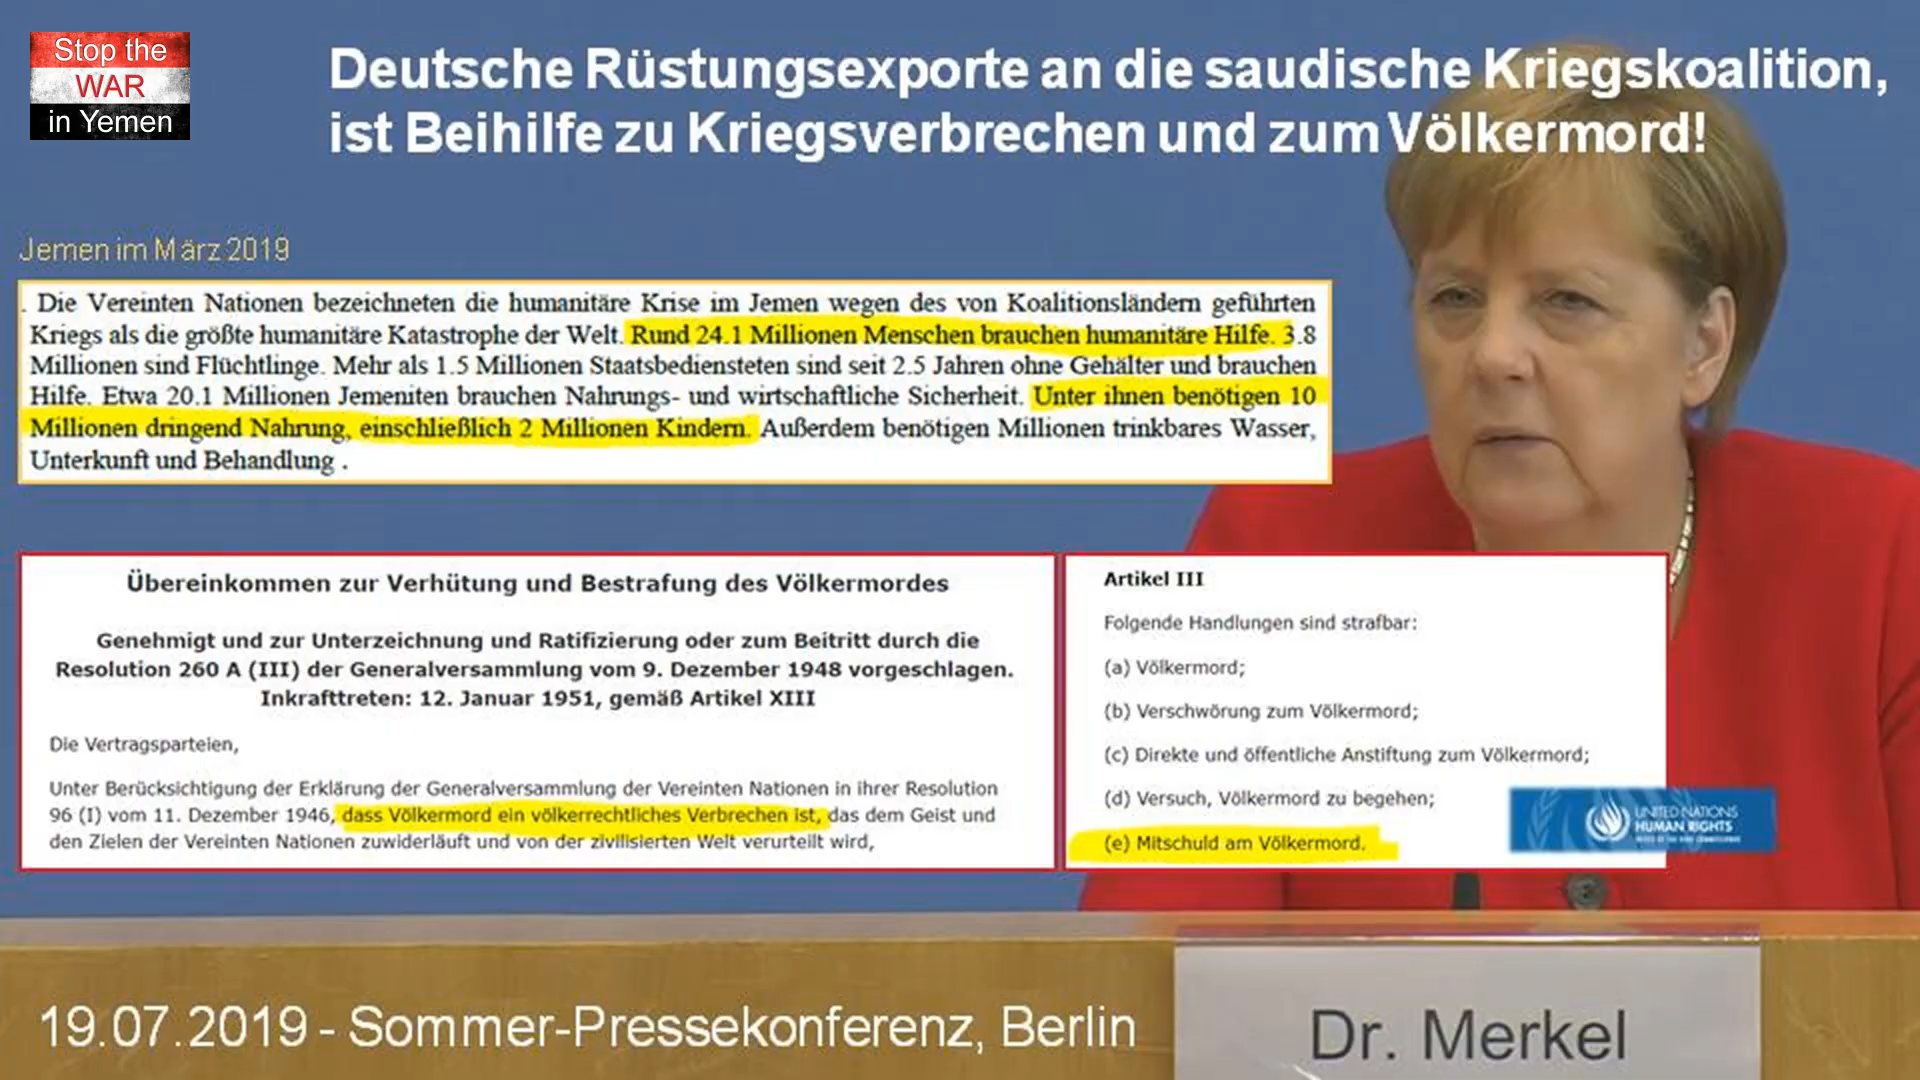 Stop the
WAR
in Yemen
Deutsche Rüstungsexporte an die saudische Kriegskoalition,
ist Beihilfe zu Kriegsverbrechen und zum Völkermord!
Jemen im März 2019
. Die Vereinten Nationen bezeichneten die humanitäre Krise im Jemen wegen des von Koalitionsländern geführten
Kriegs als die größte humanitäre Katastrophe der Welt. Rund 24.1 Millionen Menschen brauchen humanitäre Hilfe. 3.8
Millionen sind Flüchtlinge. Mehr als 1.5 Millionen Staatsbediensteten sind seit 2.5 Jahren ohne Gehälter und brauchen
Hilfe. Etwa 20.1 Millionen Jemeniten brauchen Nahrungs- und wirtschaftliche Sicherheit. Unter ihnen benötigen 10
Millionen dringend Nahrung, einschließlich 2 Millionen Kindern. Außerdem benötigen Millionen trinkbares Wasser,
Unterkunft und Behandlung .
Übereinkommen zur Verhütung und Bestrafung des Völkermordes
Genehmigt und zur Unterzeichnung und Ratifizierung oder zum Beitritt durch die
Resolution 260 A (III) der Generalversammlung vom 9. Dezember 1948 vorgeschlagen.
Inkrafttreten: 12. Januar 1951, gemäß Artikel XIII
Die Vertragsparteien,
Unter Berücksichtigung der Erklärung der Generalversammlung der Vereinten Nationen in ihrer Resolution
96 (I) vom 11. Dezember 1946, dass Völkermord ein völkerrechtliches Verbrechen ist, das dem Geist und
den Zielen der Vereinten Nationen zuwiderläuft und von der zivilisierten Welt verurteilt wird,
Artikel III
Folgende Handlungen sind strafbar:
(a) Völkermord;
(b) Verschwörung zum Völkermord;
(c) Direkte und öffentliche Anstiftung zum Völkermord;
(d) Versuch, Völkermord zu begehen;
(e) Mitschuld am Völkermord.
UNITED NATIONS
HUMAN RIGHTS
19.07.2019 - Sommer-Pressekonferenz, Berlin
Dr. Merkel